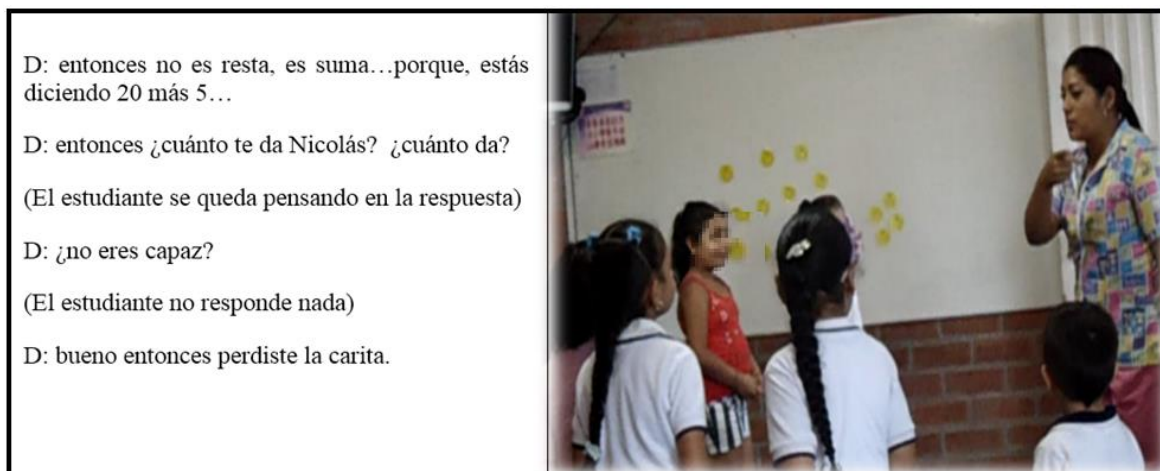 D: entonces no es resta, es suma…porque, estás
diciendo 20 más 5…
D: entonces ¿cuánto te da Nicolás? ¿cuánto da?
(El estudiante se queda pensando en la respuesta)
D: ¿no eres capaz?
(El estudiante no responde nada)
D: bueno entonces perdiste la carita.